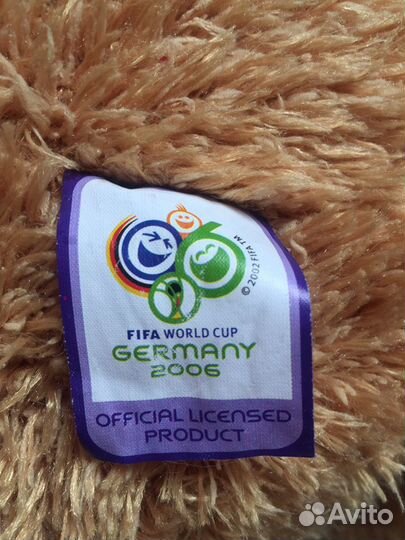 © 2002 FIFA TM
FIFA WORLD CUP
GERMANY
2006
OFFICIAL LICENSED
PRODUCT
Avito